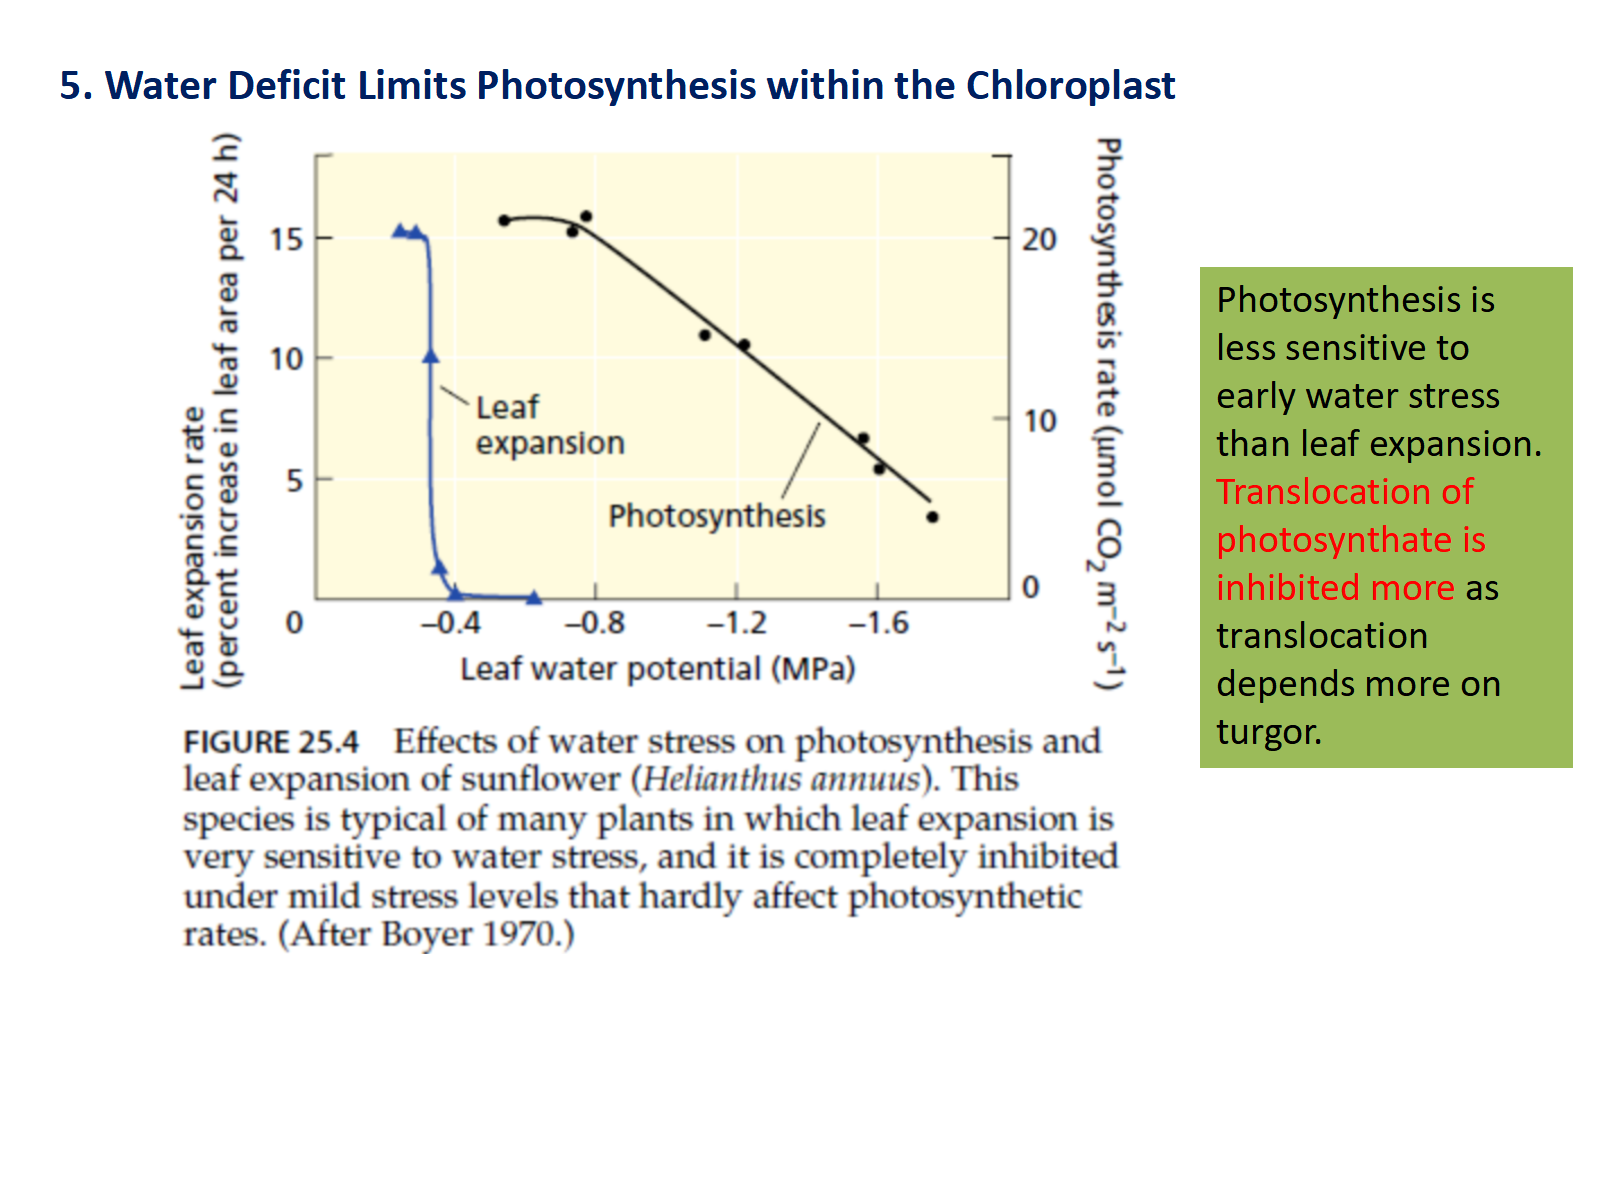 5. Water Deficit Limits Photosynthesis within the Chloroplast
Leaf expansion rate
(percent increase in leaf area per 24 h)
15
10
5
0
Leaf
expansion
Photosynthesis
20
10
0
Photosynthesis rate (μmol CO₂ m⁻² s⁻¹)
–0.4
–0.8
–1.2
–1.6
Leaf water potential (MPa)
FIGURE 25.4 Effects of water stress on photosynthesis and
leaf expansion of sunflower (Helianthus annuus). This
species is typical of many plants in which leaf expansion is
very sensitive to water stress, and it is completely inhibited
under mild stress levels that hardly affect photosynthetic
rates. (After Boyer 1970.)
Photosynthesis is
less sensitive to
early water stress
than leaf expansion.
Translocation of
photosynthate is
inhibited more as
translocation
depends more on
turgor.